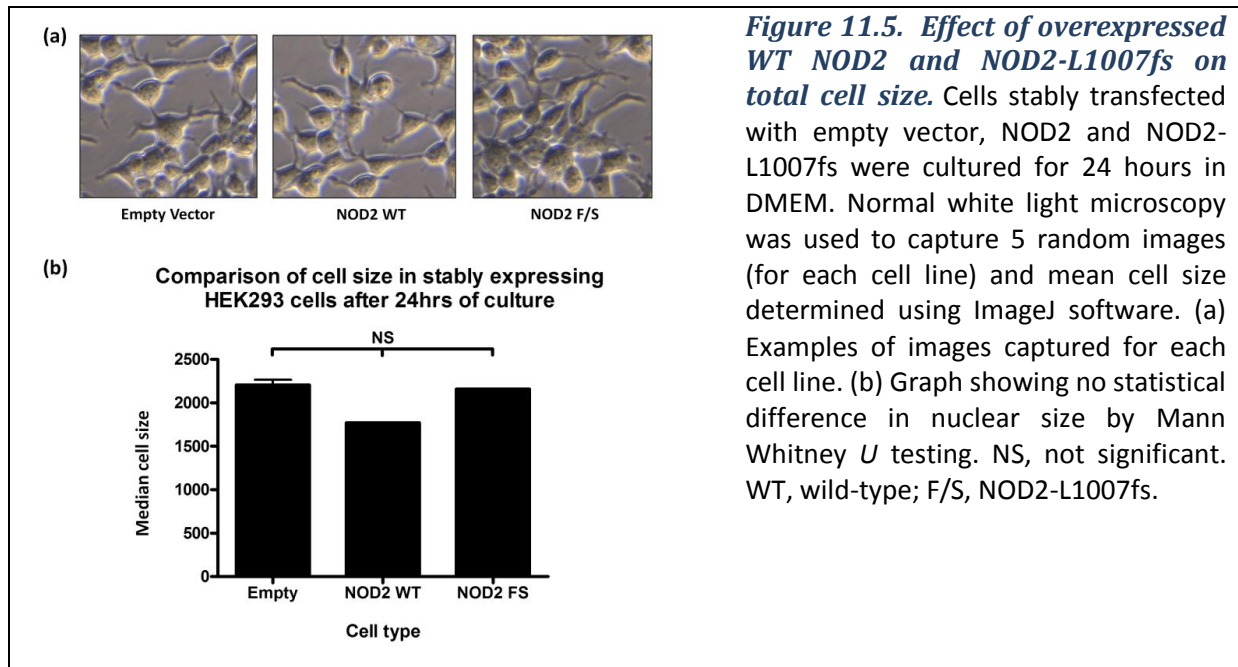 (a)
Empty Vector
NOD2 WT
NOD2 F/S
(b)
Comparison of cell size in stably expressing
HEK293 cells after 24hrs of culture
NS
Median cell size
2500
2000
1500
1000
500
0
Empty
NOD2 WT
NOD2 FS
Cell type
Figure 11.5. Effect of overexpressed
WT NOD2 and NOD2-L1007fs on
total cell size. Cells stably transfected
with empty vector, NOD2 and NOD2-
L1007fs were cultured for 24 hours in
DMEM. Normal white light microscopy
was used to capture 5 random images
(for each cell line) and mean cell size
determined using ImageJ software. (a)
Examples of images captured for each
cell line. (b) Graph showing no statistical
difference in nuclear size by Mann
Whitney U testing. NS, not significant.
WT, wild-type; F/S, NOD2-L1007fs.